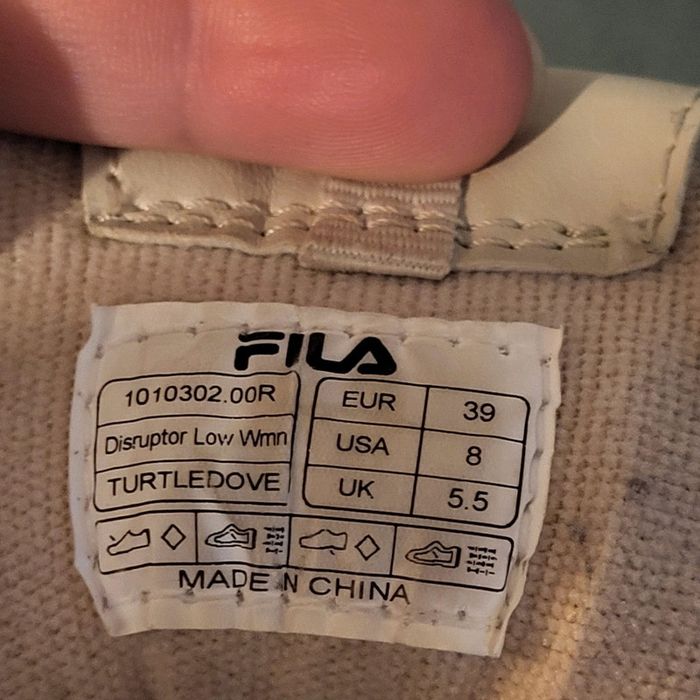 FILA
1010302.00R
Disruptor Low Wmn
TURTLEDOVE
EUR 39
USA 8
UK 5.5
MADE IN CHINA